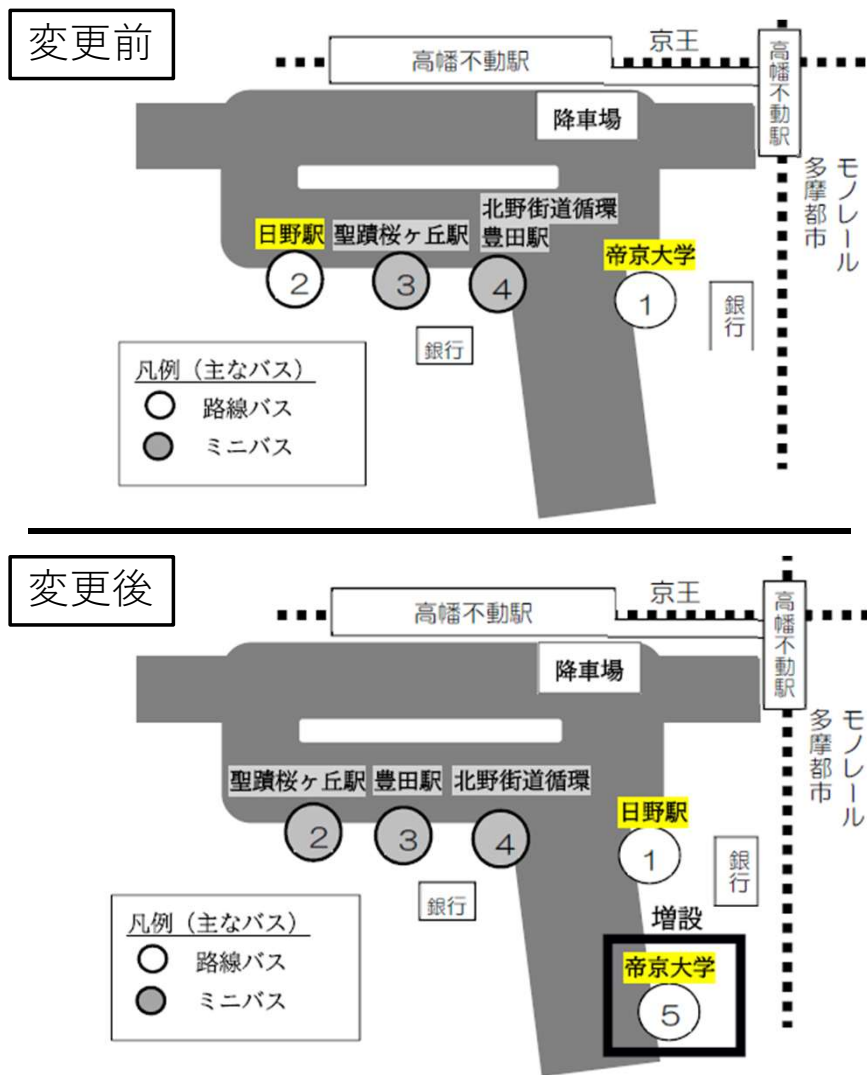 変更前
高幡不動駅
京王
高幡不動駅
降車場
多摩都市
モノレール
北野街道循環
豊田駅
日野駅
聖蹟桜ヶ丘駅
帝京大学
2
3
4
1
銀行
銀行
凡例（主なバス）
路線バス
ミニバス
変更後
高幡不動駅
京王
高幡不動駅
降車場
多摩都市
モノレール
聖蹟桜ヶ丘駅
豊田駅
北野街道循環
日野駅
2
3
4
1
銀行
銀行
増設
帝京大学
5
凡例（主なバス）
路線バス
ミニバス